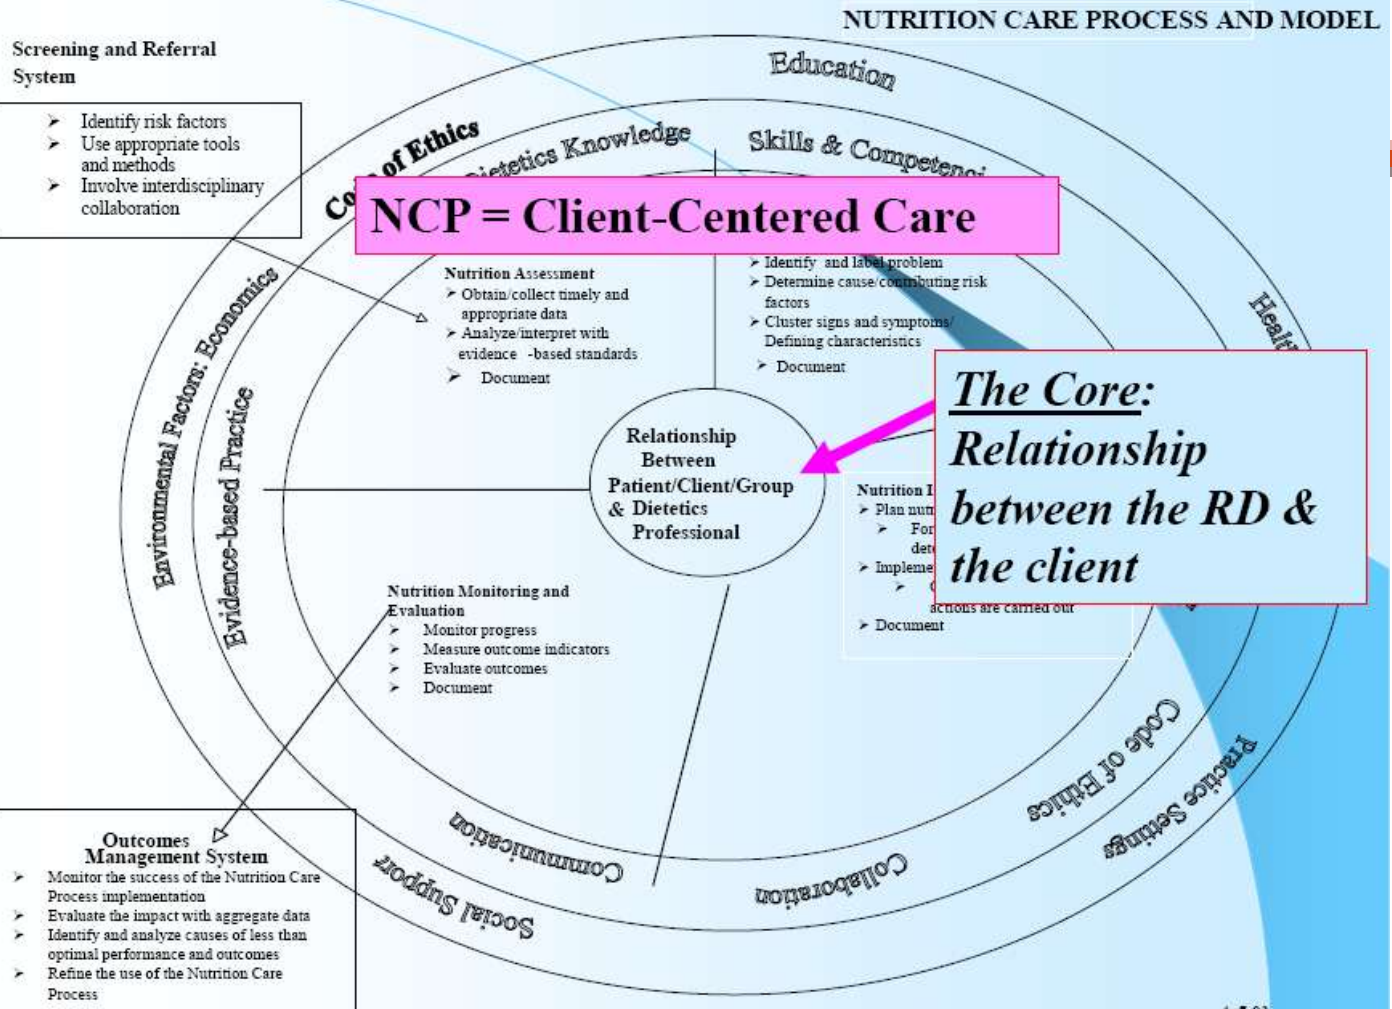 NUTRITION CARE PROCESS AND MODEL
Screening and Referral
System
➢ Identify risk factors
➢ Use appropriate tools
and methods
➢ Involve interdisciplinary
collaboration
Education
of Ethics
Dietetics Knowledge
Skills & Competenci
NCP = Client-Centered Care
Environmental Factors: Economics
Evidence-based Practice
Nutrition Assessment
➢ Obtain/collect timely and
appropriate data
➢ Analyze/interpret with
evidence -based standards
➢ Document
➢ Identify and label problem
➢ Determine cause/contributing risk
factors
➢ Cluster signs and symptoms/
Defining characteristics
➢ Document
Healt
The Core:
Relationship
between the RD &
the client
Relationship
Between
Patient/Client/Group
& Dietetics
Professional
Nutrition
➢ Plan
➢ For
➢
actions are carried out
➢ Document
Nutrition Monitoring and
Evaluation
➢ Monitor progress
➢ Measure outcome indicators
➢ Evaluate outcomes
➢ Document
Code of Ethics
Practice Settings
Communication
Collaboration
Social Support
Outcomes
Management System
➢ Monitor the success of the Nutrition Care
Process implementation
➢ Evaluate the impact with aggregate data
➢ Identify and analyze causes of less than
optimal performance and outcomes
➢ Refine the use of the Nutrition Care
Process